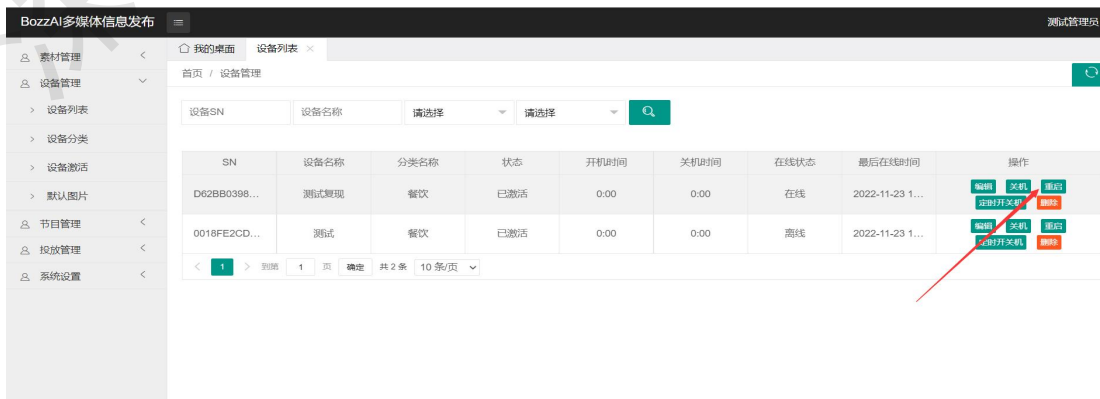 BozzAI多媒体信息发布
测试管理员
素材管理
我的桌面 设备列表
设备管理
首页 / 设备管理
设备列表
设备SN 设备名称 请选择 请选择
设备分类
设备激活
SN 设备名称 分类名称 状态 开机时间 关机时间 在线状态 最后在线时间 操作
默认图片
D62BB0398... 测试复现 餐饮 已激活 0:00 0:00 在线 2022-11-23 1... 编辑 关机 重启
定时开关机 删除
节目管理
0018FE2CD... 测试 餐饮 已激活 0:00 0:00 离线 2022-11-23 1... 编辑 关机 重启
定时开关机 删除
投放管理
1 到第 1 页 确定 共 2 条 10 条/页
系统设置